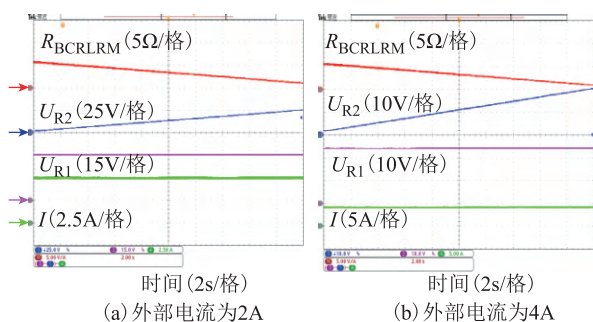 R_BCRLRM(5Ω/格)
U_R2(25V/格)
U_R1(15V/格)
I(2.5A/格)
时间(2s/格)
(a)外部电流为2A
R_BCRLRM(5Ω/格)
U_R2(10V/格)
U_R1(10V/格)
I(5A/格)
时间(2s/格)
(b)外部电流为4A